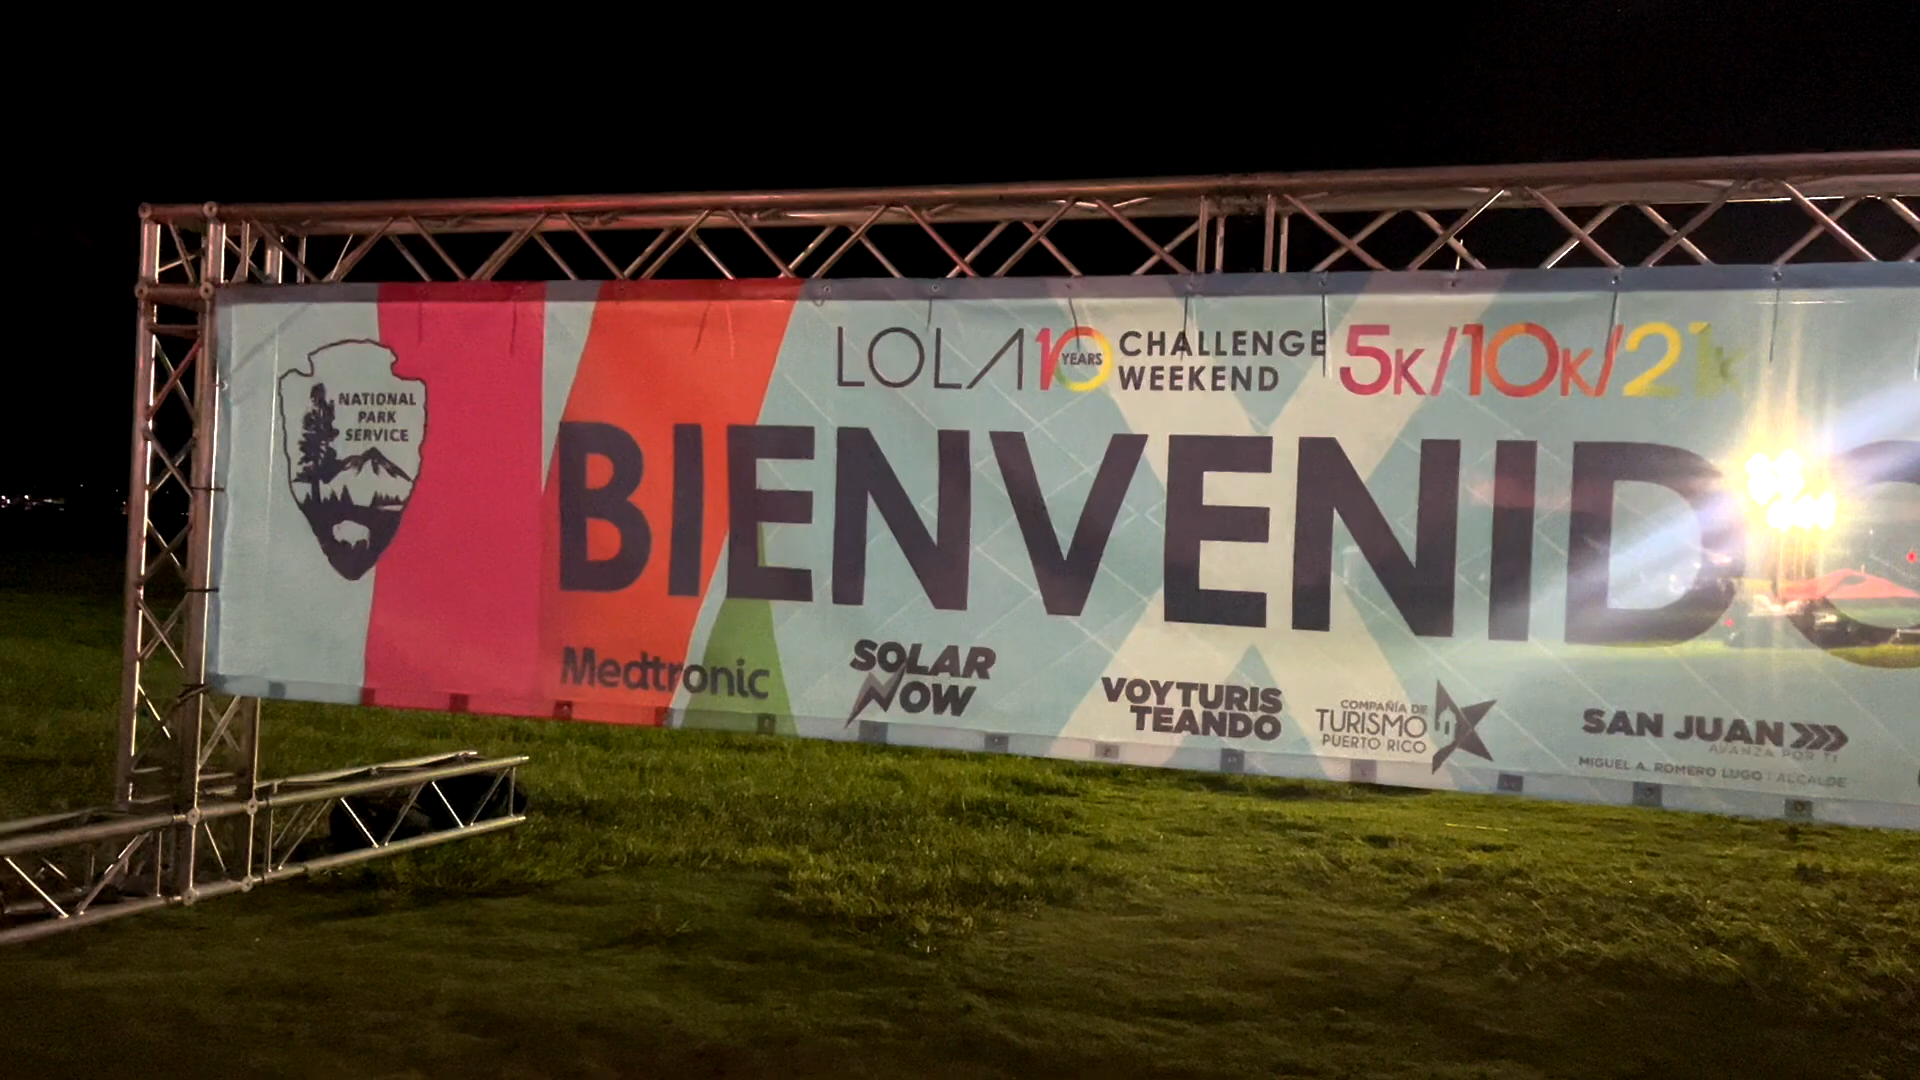 NATIONAL
PARK
SERVICE
LOLA 10 YEARS CHALLENGE WEEKEND 5K/10K/21K
BIENVENIDO
Medtronic
SOLAR
NOW
VOYTURIS
TEANDO
COMPAÑÍA DE
TURISMO
PUERTO RICO
SAN JUAN
AVANZA POR TI
MIGUEL A. ROMERO LUGO | ALCALDE